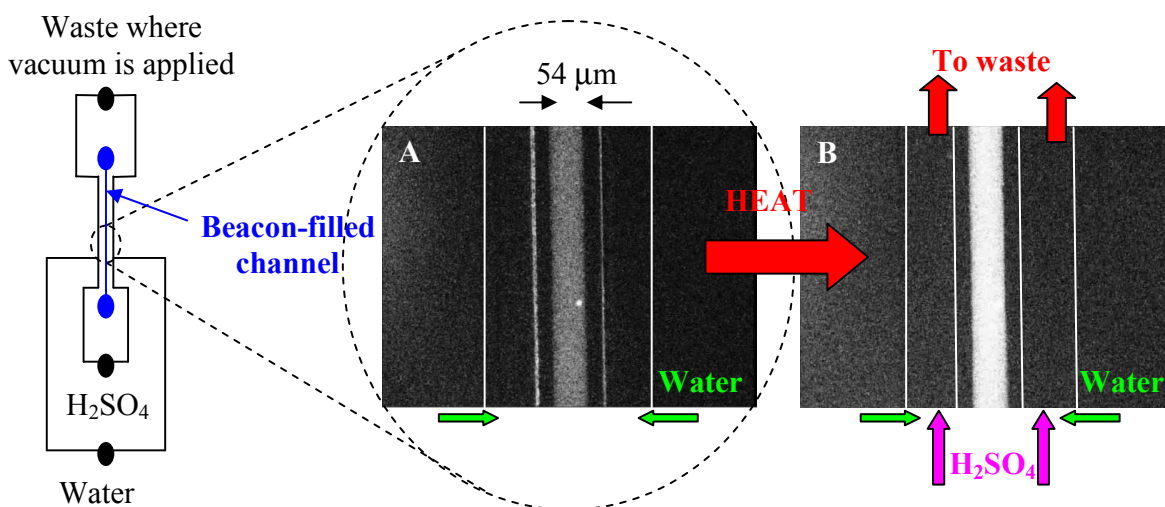 Waste where
vacuum is applied
Beacon-filled
channel
H₂SO₄
Water
54 µm
A
Water
HEAT
To waste
B
Water
H₂SO₄